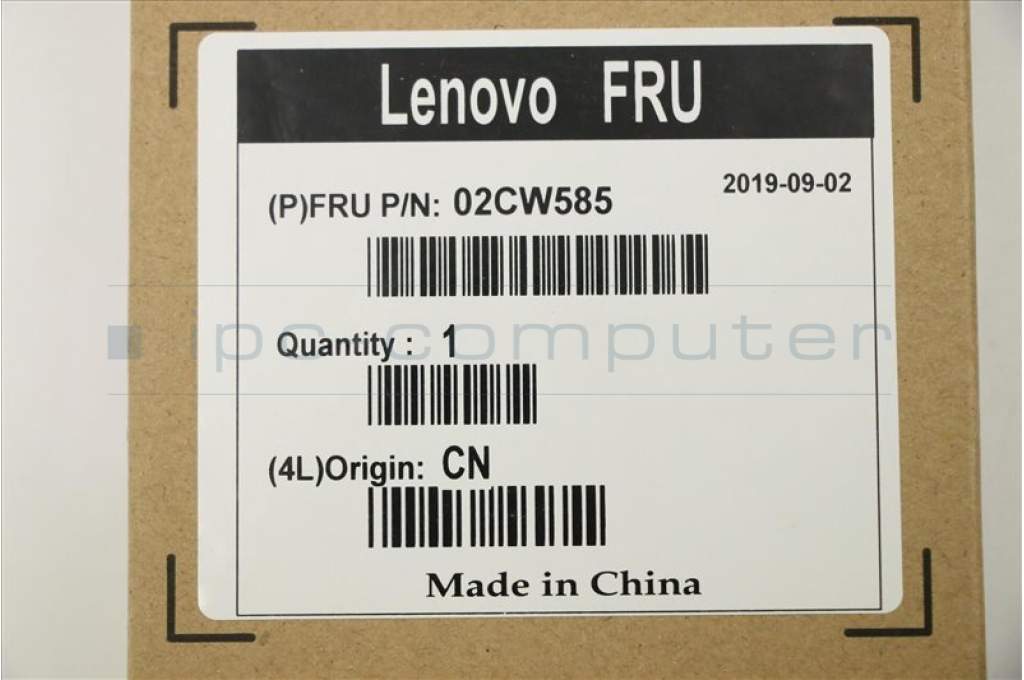 Lenovo FRU
2019-09-02
(P)FRU P/N: 02CW585
ipc-computer
Quantity : 1
(4L)Origin: CN
Made in China